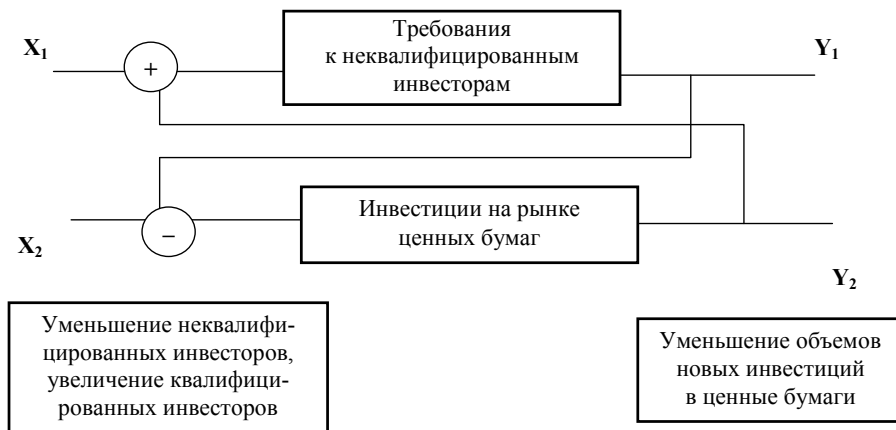 Требования
к неквалифицированным
инвесторам
X₁
+
Y₁
Инвестиции на рынке
ценных бумаг
X₂
–
Y₂
Уменьшение неквалифи-
цированных инвесторов,
увеличение квалифици-
рованных инвесторов
Уменьшение объемов
новых инвестиций
в ценные бумаги